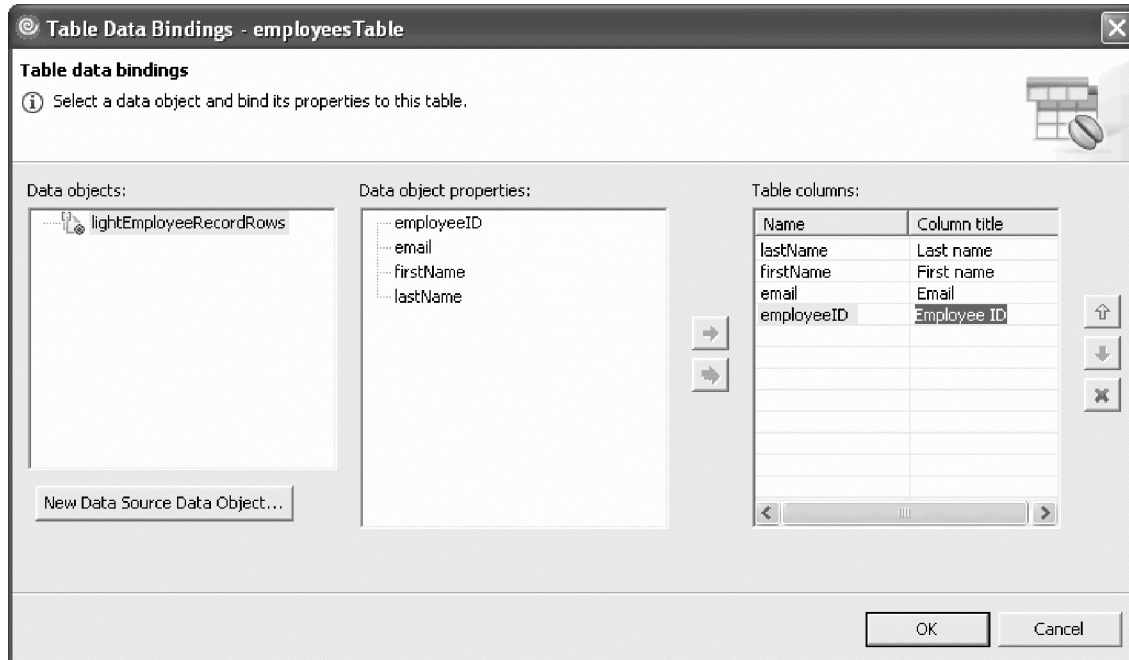 Table Data Bindings - employeesTable
Table data bindings
Select a data object and bind its properties to this table.
Data objects:
lightEmployeeRecordRows
New Data Source Data Object...
Data object properties:
employeeID
email
firstName
lastName
Table columns:
Name Column title
lastName Last name
firstName First name
email Email
employeeID Employee ID
OK Cancel